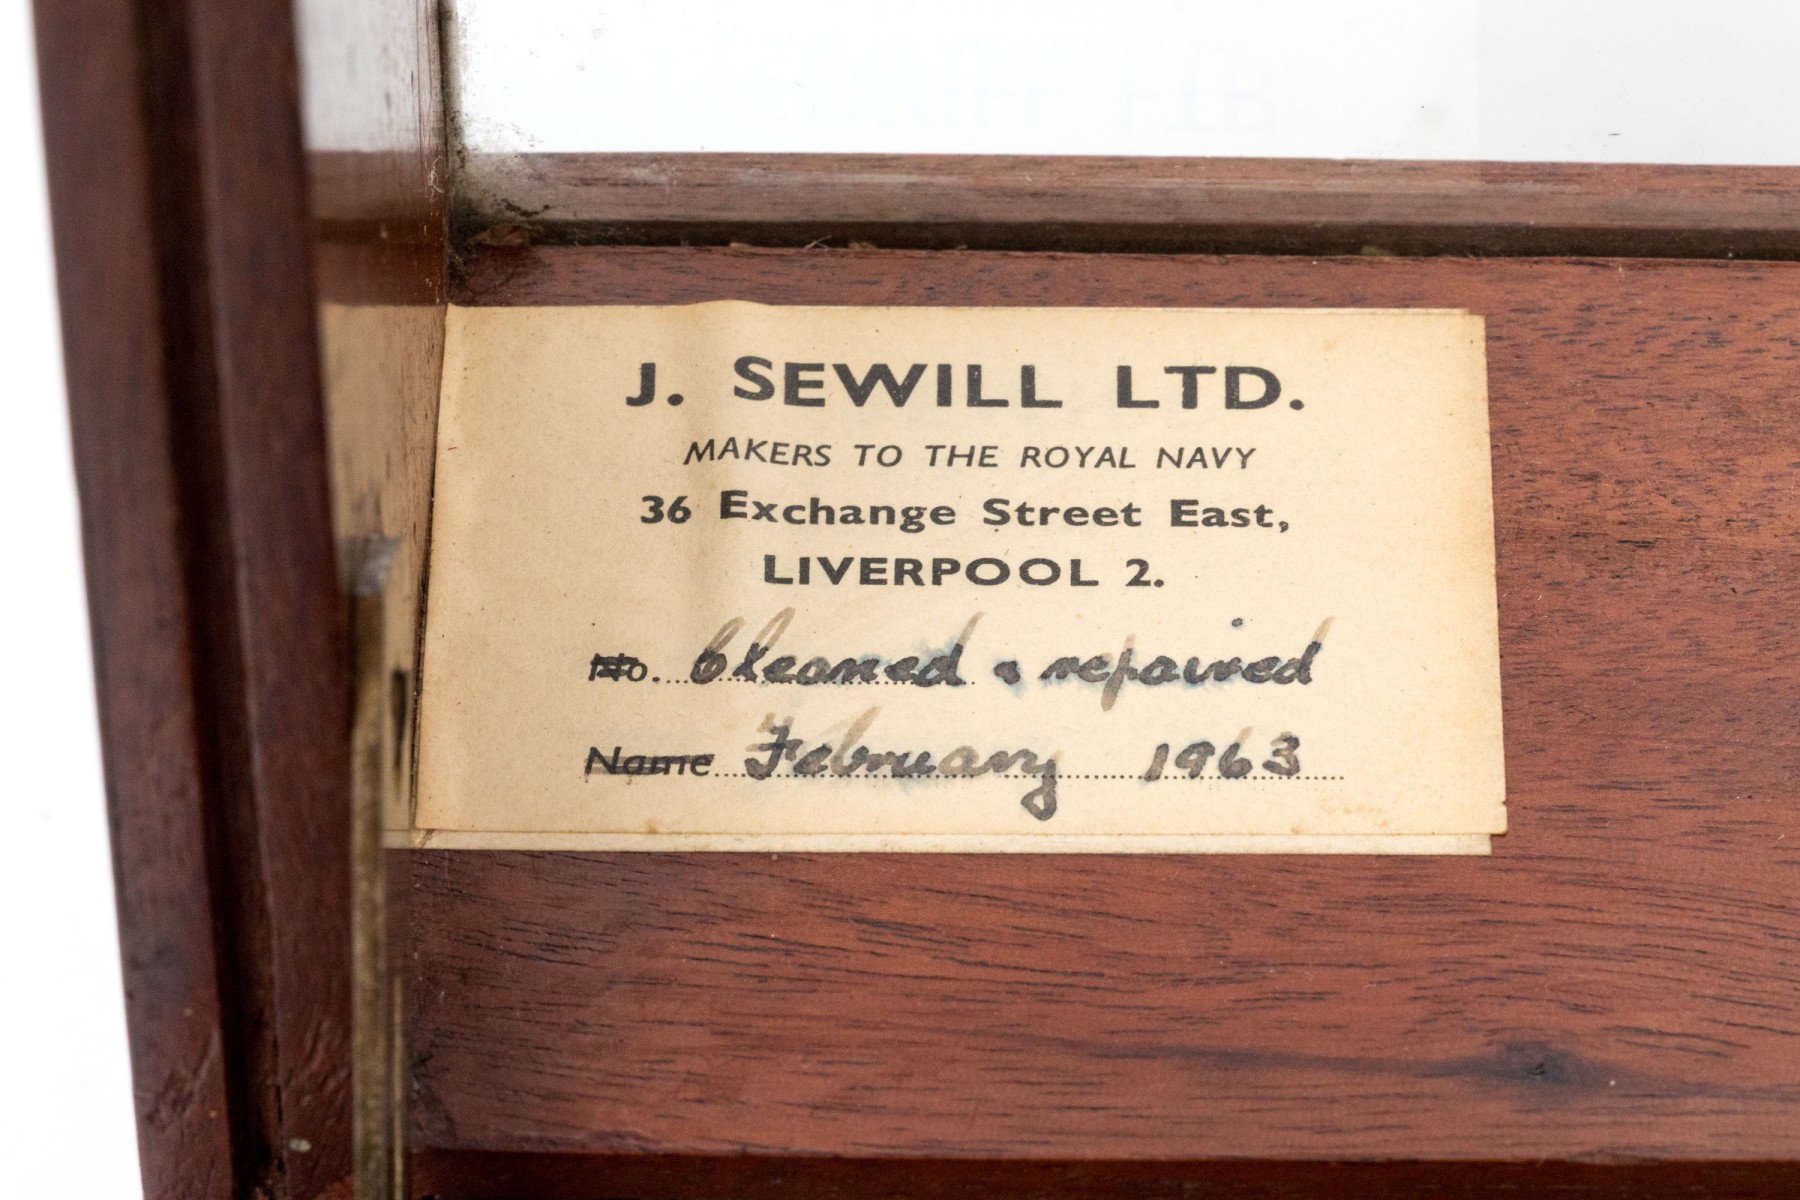 J. SEWILL LTD.
MAKERS TO THE ROYAL NAVY
36 Exchange Street East,
LIVERPOOL 2.
No. Cleaned & repaired
Name February 1963